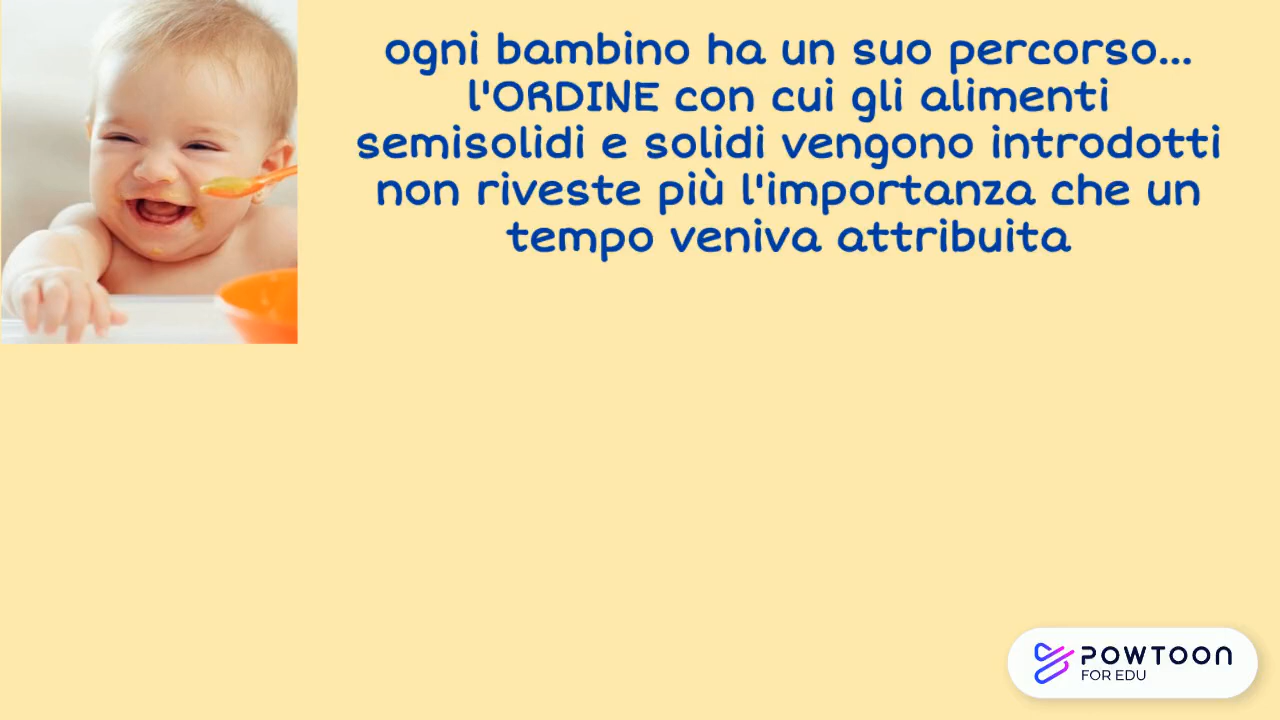 ogni bambino ha un suo percorso...
l'ORDINE con cui gli alimenti
semisolidi e solidi vengono introdotti
non riveste più l'importanza che un
tempo veniva attribuita
POWTOON
FOR EDU